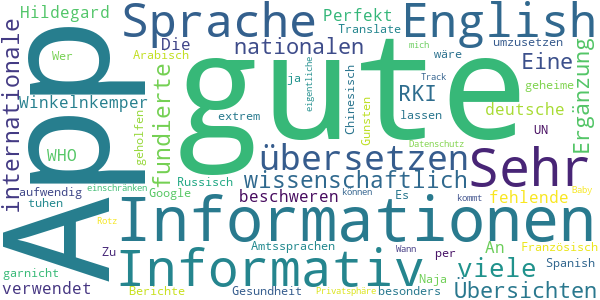 Hildegard
Sprache
Perfekt
English
Translate
Wer
Arabisch
Die
nationalen
umzusetzen
wäre
Eine
internationale
App
gute
ja
eigentliche
Chinesisch
mich
Track
geheime
Ergänzung
Winkelnkemper
fundierte
extrem
Gunsten
RKI
lassen
deutsche
UN
WHO
geholfen
übersetzen
Datenschutz
Sehr
Google
Russisch
wissenschaftlich
aufwendig
einschränken
beschweren
Es
können
kommt
fehlende
Baby
tuhen
Rotz
Informationen
Zu
Amtssprachen
Wann
per
An
Französisch
Informativ
viele
garnicht
Naja
Spanish
verwendet
Berichte
Gesundheit
Privatsphäre
besonders
Übersichten